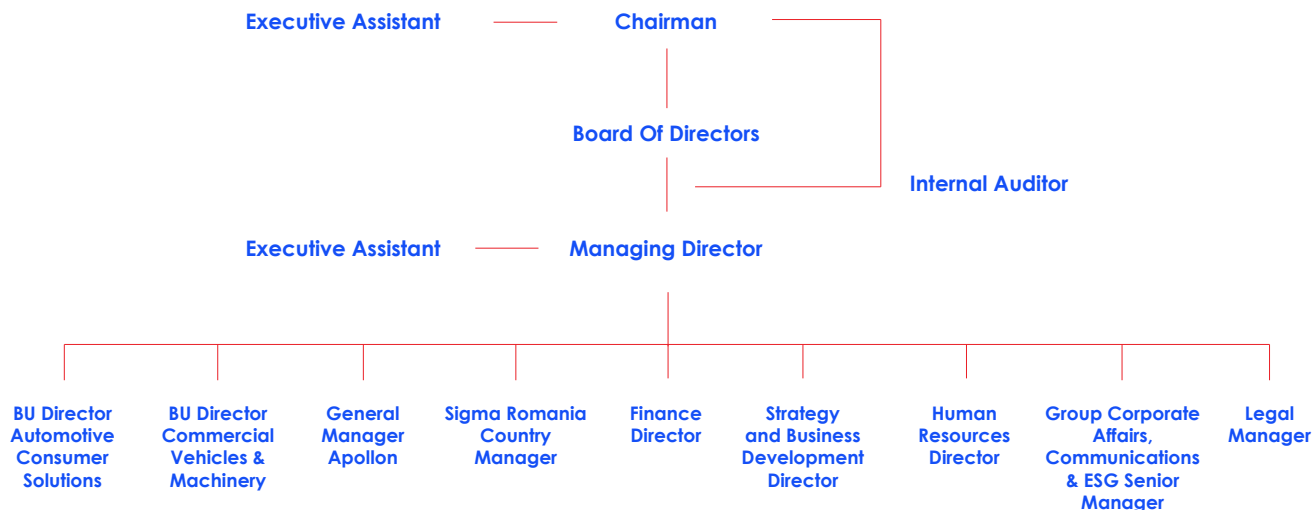 Executive Assistant
Chairman
Board Of Directors
Internal Auditor
Executive Assistant
Managing Director
BU Director
Automotive
Consumer
Solutions
BU Director
Commercial
Vehicles &
Machinery
General
Manager
Apollon
Sigma Romania
Country
Manager
Finance
Director
Strategy
and Business
Development
Director
Human
Resources
Director
Group Corporate
Affairs,
Communications
& ESG Senior
Manager
Legal
Manager